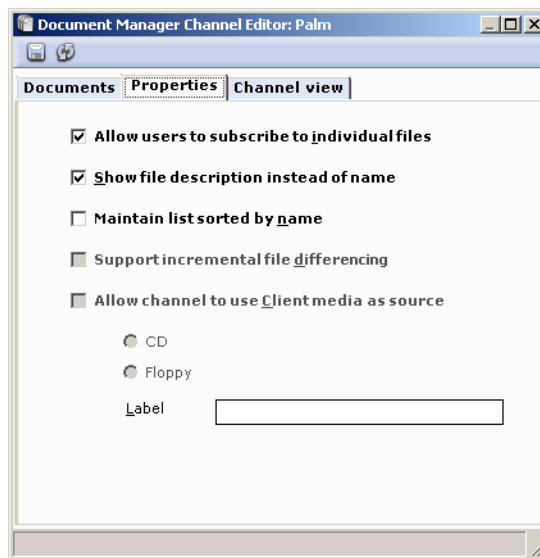 Document Manager Channel Editor: Palm
Documents Properties Channel view
Allow users to subscribe to individual files
Show file description instead of name
Maintain list sorted by name
Support incremental file differencing
Allow channel to use Client media as source
CD
Floppy
Label